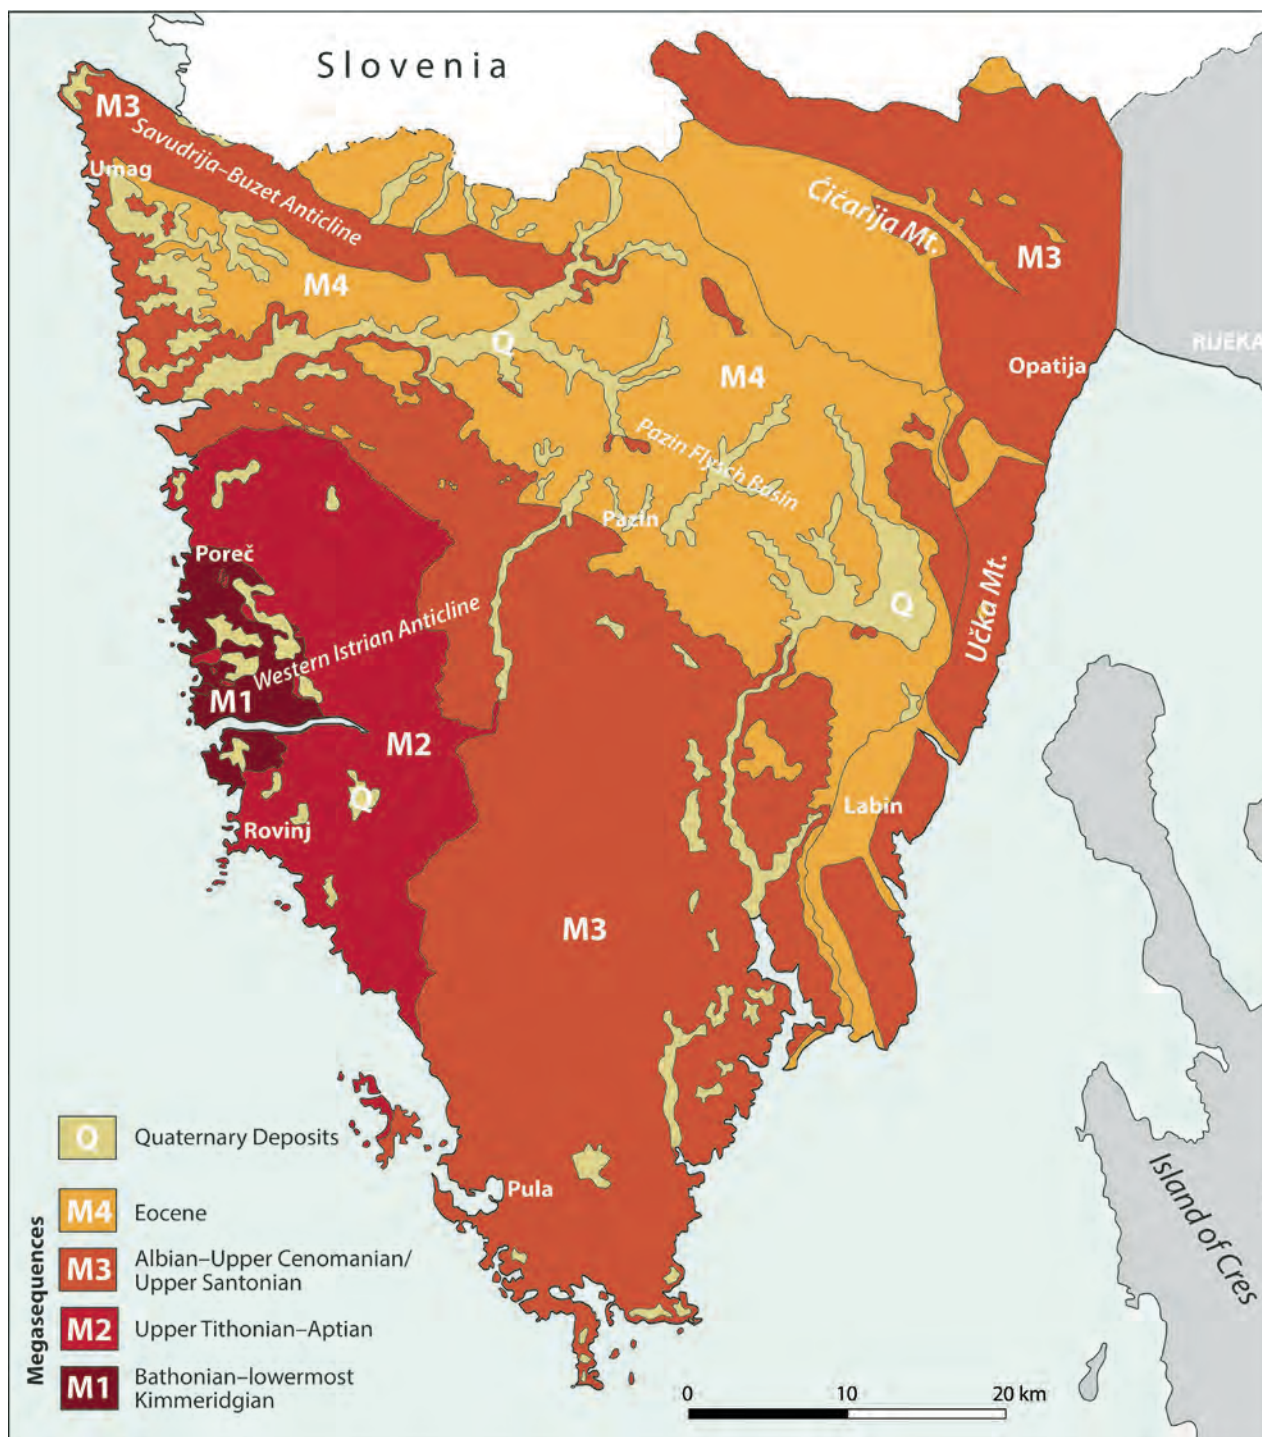 Slovenia
M3
Savudrija–Buzet Anticline
Umag
Ćićarija Mt.
M3
M4
Q
RIJEKA
M4
Opatija
Pazin Flysch Basin
Pazin
Poreč
Q
Učka Mt.
Western Istrian Anticline
M1
M2
Q
Labin
Rovinj
M3
Island of Cres
Pula
Megasequences
Q Quaternary Deposits
M4 Eocene
M3 Albian–Upper Cenomanian/
Upper Santonian
M2 Upper Tithonian–Aptian
M1 Bathonian–lowermost
Kimmeridgian
0 10 20 km